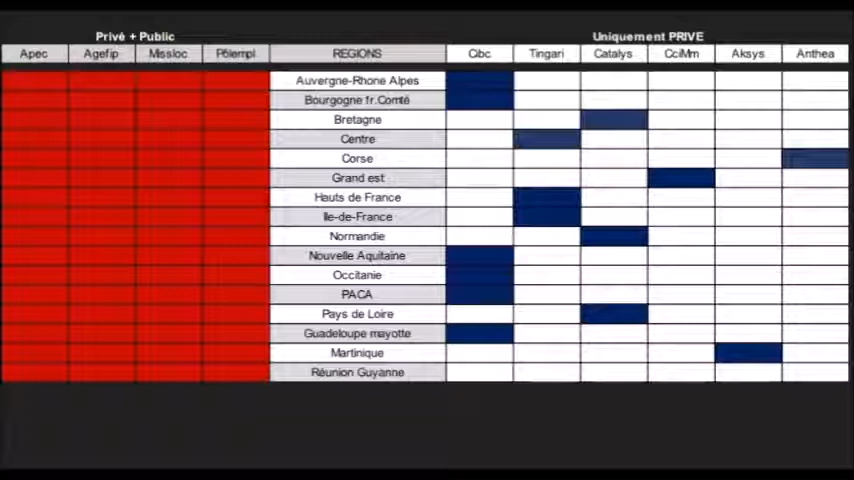 Privé + Public Uniquement PRIVE
Apec Agefip Missloc Pôlempl REGIONS Cibc Tingari Catalys CciMm Aksys Anthea
Auvergne-Rhone Alpes
Bourgogne fr.Comté
Bretagne
Centre
Corse
Grand est
Hauts de France
Ile-de-France
Normandie
Nouvelle Aquitaine
Occitanie
PACA
Pays de Loire
Guadeloupe mayotte
Martinique
Réunion Guyanne